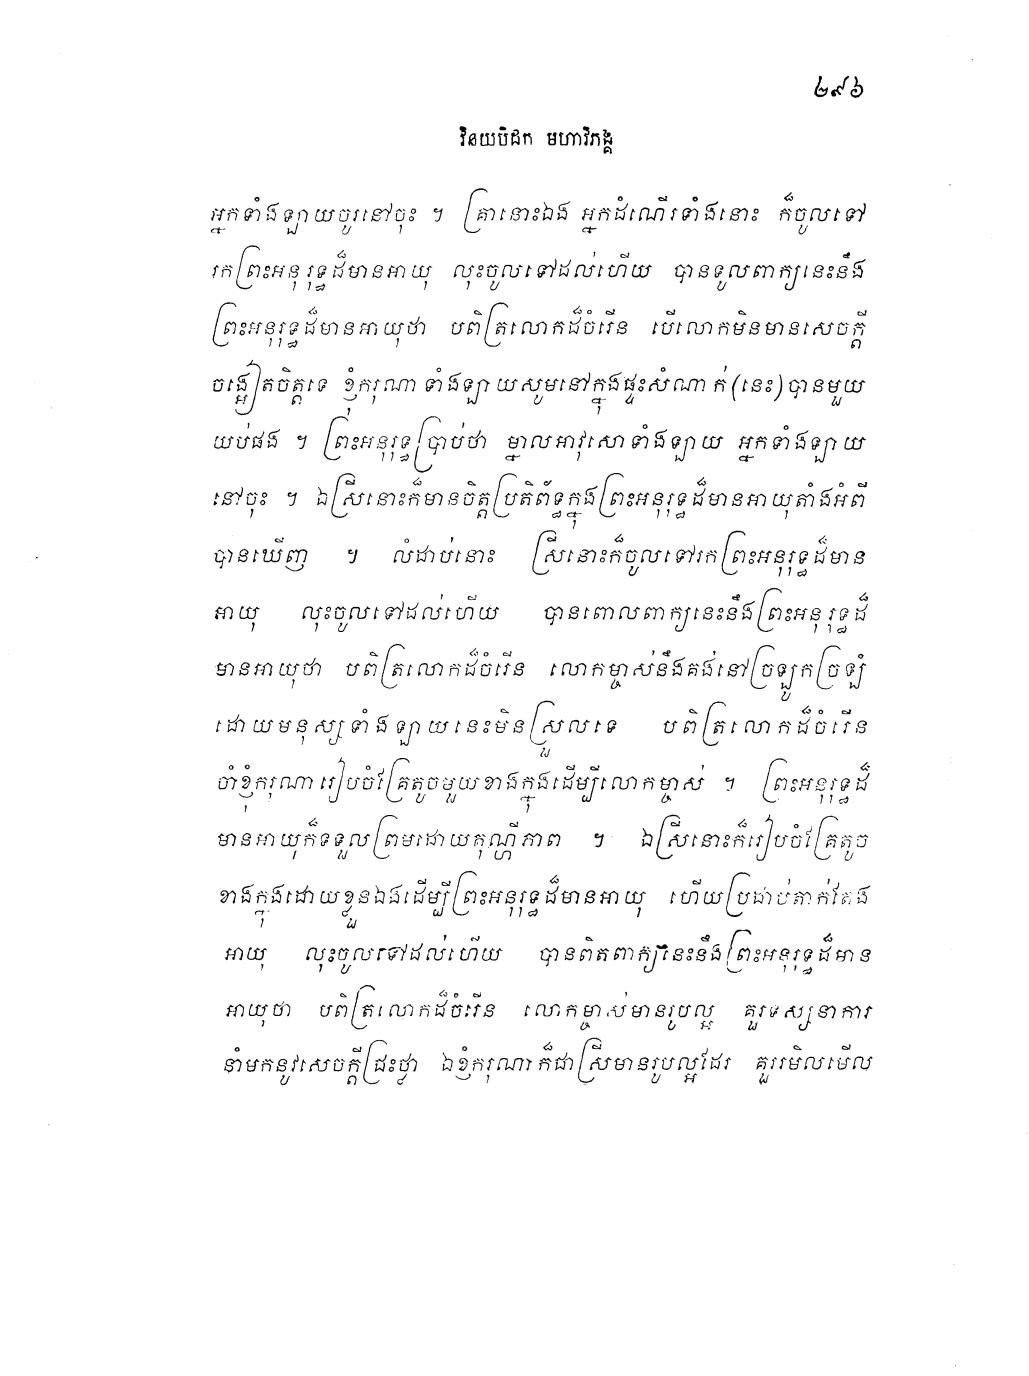 ២៩៦
វិនយបិដក មហាវិភង្គ
អ្នកទាំងឡាយចូរនៅចុះ ។ គ្រានោះឯង អ្នកដំណើរទាំងនោះ ក៏ចូលទៅ
រកព្រះអនុរុទ្ធដ៏មានអាយុ លុះចូលទៅដល់ហើយ បានទូលពាក្យនេះនឹង
ព្រះអនុរុទ្ធដ៏មានអាយុថា បពិត្រលោកដ៏ចំរើន បើលោកមិនមានសេចក្តី
ចង្អៀតចិត្តទេ ខ្ញុំករុណាទាំងឡាយសូមនៅក្នុងផ្ទះសំណាក់(នេះ)បានមួយ
យប់ផង ។ ព្រះអនុរុទ្ធប្រាប់ថា ម្នាលអាវុសោទាំងឡាយ អ្នកទាំងឡាយ
នៅចុះ ។ ឯស្រីនោះក៏មានចិត្តប្រតិព័ទ្ធក្នុងព្រះអនុរុទ្ធដ៏មានអាយុតាំងអំពី
បានឃើញ ។ លំដាប់នោះ ស្រីនោះក៏ចូលទៅរកព្រះអនុរុទ្ធដ៏មាន
អាយុ លុះចូលទៅដល់ហើយ បានពោលពាក្យនេះនឹងព្រះអនុរុទ្ធដ៏
មានអាយុថា បពិត្រលោកដ៏ចំរើន លោកម្ចាស់នឹងគង់នៅច្រឡូកច្រឡំ
ដោយមនុស្សទាំងឡាយនេះមិនស្រួលទេ បពិត្រលោកដ៏ចំរើន
ចាំខ្ញុំករុណារៀបចំគ្រែតូចមួយខាងក្នុងដើម្បីលោកម្ចាស់ ។ ព្រះអនុរុទ្ធដ៏
មានអាយុក៏ទទួលព្រមដោយតុណ្ហីភាព ។ ឯស្រីនោះក៏រៀបចំគ្រែតូច
ខាងក្នុងដោយខ្លួនឯងដើម្បីព្រះអនុរុទ្ធដ៏មានអាយុ ហើយប្រដាប់តាក់តែង
អាយុ លុះចូលទៅដល់ហើយ បានពិតពាក្យនេះនឹងព្រះអនុរុទ្ធដ៏មាន
អាយុថា បពិត្រលោកដ៏ចំរើន លោកម្ចាស់មានរូបល្អ គួរទស្សនាការ
នាំមកនូវសេចក្តីជ្រះថ្លា ឯខ្ញុំករុណាក៏ជាស្រីមានរូបល្អដែរ គួររមិលមើល